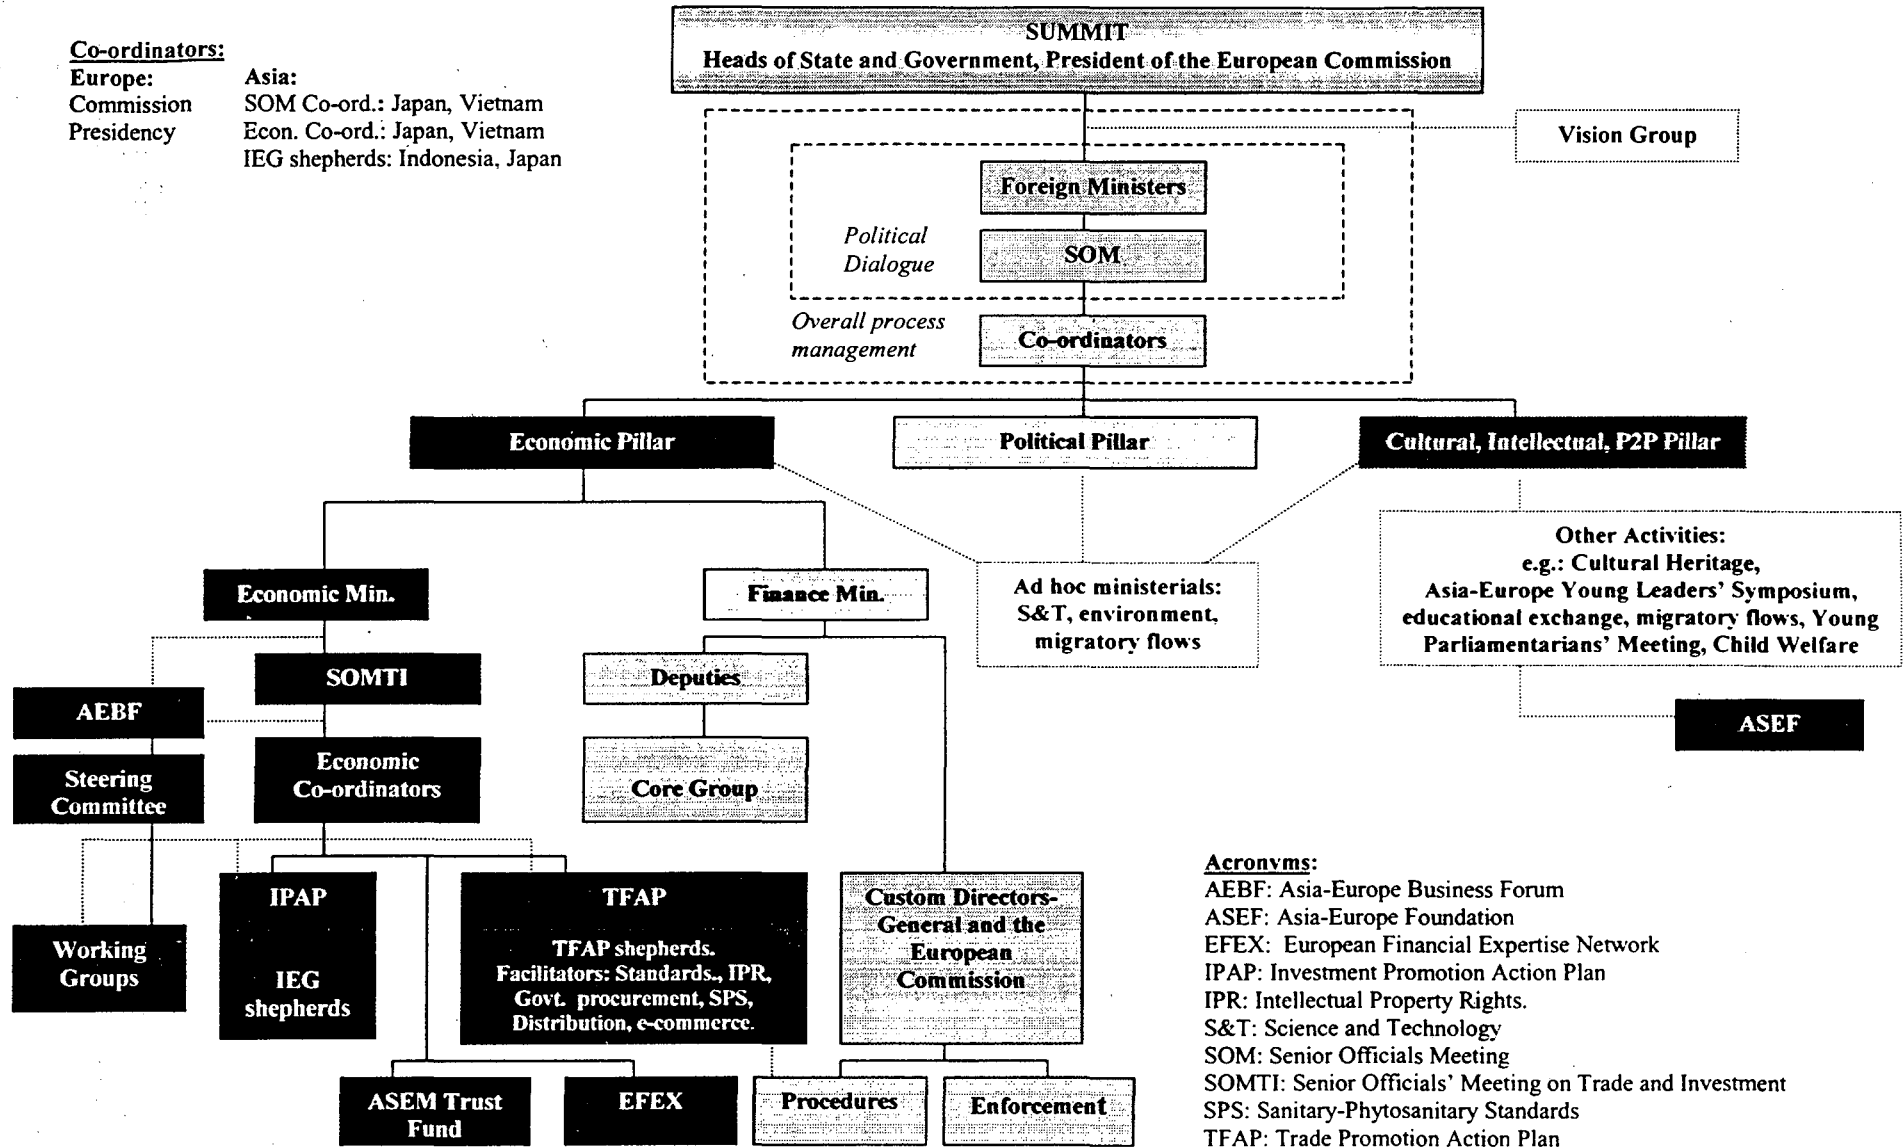 SUMMIT
Heads of State and Government, President of the European Commission
Co-ordinators:
Europe: Asia:
Commission SOM Co-ord.: Japan, Vietnam
Presidency Econ. Co-ord.: Japan, Vietnam
IEG shepherds: Indonesia, Japan
Vision Group
Foreign Ministers
Political
Dialogue
SOM
Overall process
management
Co-ordinators
Economic Pillar
Political Pillar
Cultural, Intellectual, P2P Pillar
Economic Min.
Finance Min.
Ad hoc ministerials:
S&T, environment,
migratory flows
Other Activities:
e.g.: Cultural Heritage,
Asia-Europe Young Leaders' Symposium,
educational exchange, migratory flows, Young
Parliamentarians' Meeting, Child Welfare
SOMTI
Deputies
AEBF
ASEF
Steering
Committee
Economic
Co-ordinators
Core Group
Working
Groups
IPAP
IEG
shepherds
TFAP
TFAP shepherds.
Facilitators: Standards., IPR,
Govt. procurement, SPS,
Distribution, e-commerce.
Custom Directors-
General and the
European
Commission
ASEM Trust
Fund
EFEX
Procedures
Enforcement
Acronyms:
AEBF: Asia-Europe Business Forum
ASEF: Asia-Europe Foundation
EFEX: European Financial Expertise Network
IPAP: Investment Promotion Action Plan
IPR: Intellectual Property Rights.
S&T: Science and Technology
SOM: Senior Officials Meeting
SOMTI: Senior Officials' Meeting on Trade and Investment
SPS: Sanitary-Phytosanitary Standards
TFAP: Trade Promotion Action Plan